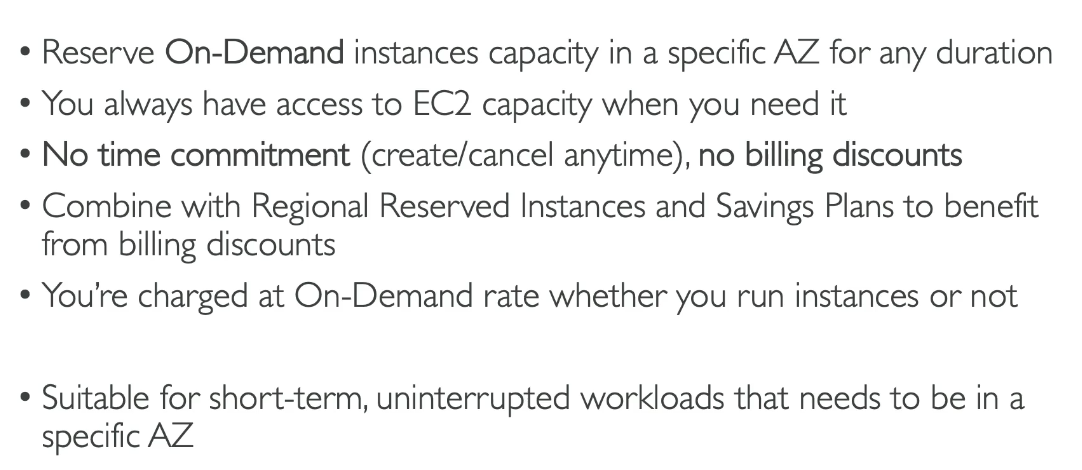 • Reserve On-Demand instances capacity in a specific AZ for any duration
• You always have access to EC2 capacity when you need it
• No time commitment (create/cancel anytime), no billing discounts
• Combine with Regional Reserved Instances and Savings Plans to benefit
from billing discounts
• You’re charged at On-Demand rate whether you run instances or not
• Suitable for short-term, uninterrupted workloads that needs to be in a
specific AZ